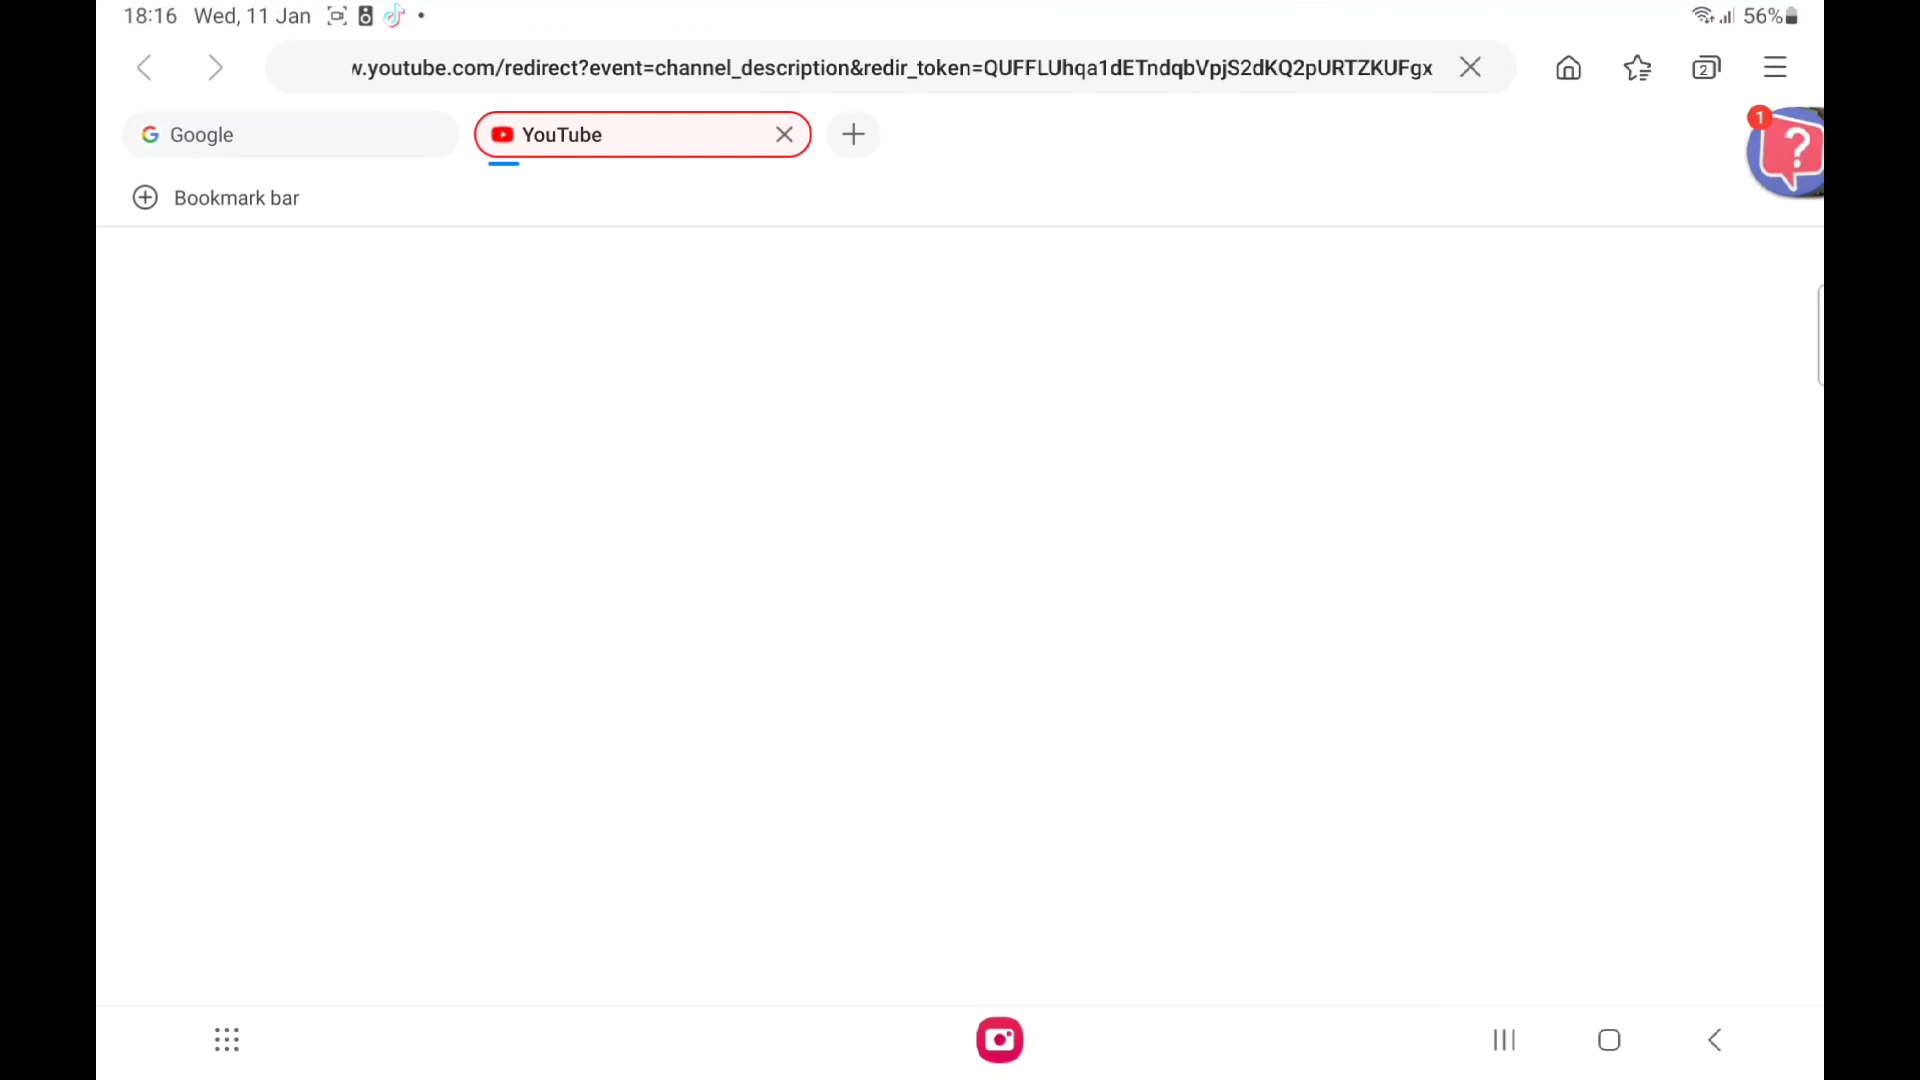 18:16 Wed, 11 Jan 56%
w.youtube.com/redirect?event=channel_description&redir_token=QUFFLUhqa1dETndqbVpjS2dKQ2pURTZKUFgx
2
Google
YouTube
1
?
Bookmark bar